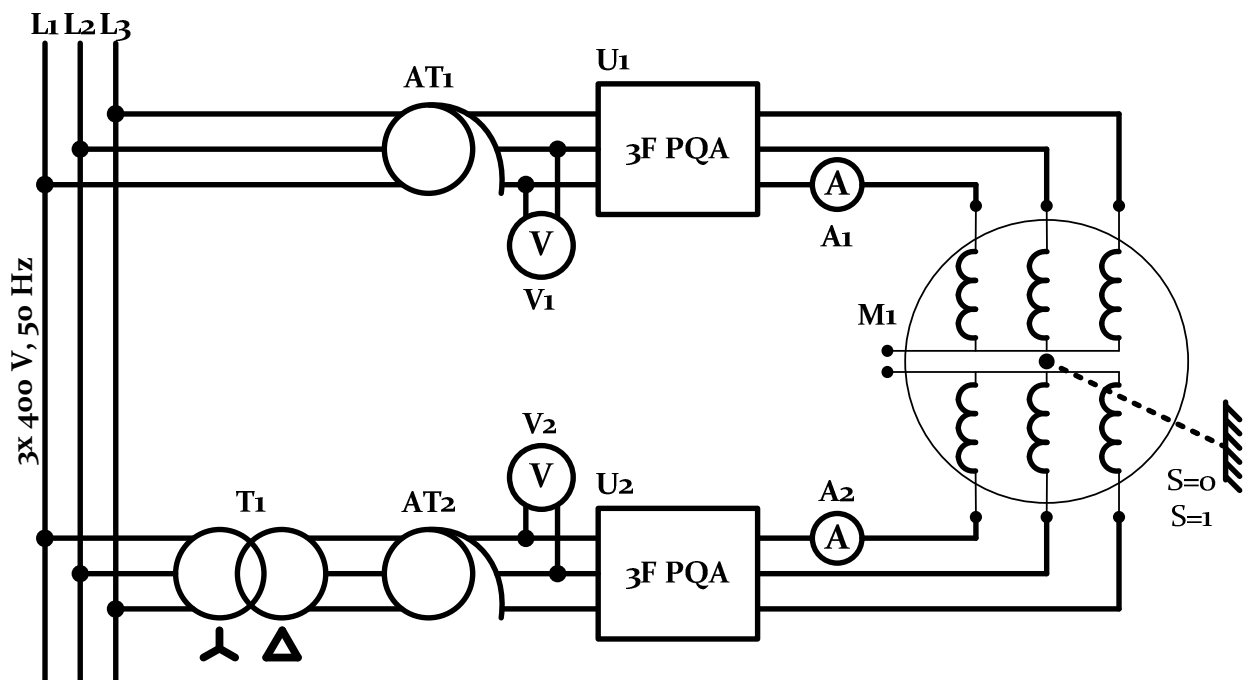 L1 L2 L3
AT1
U1
3F PQA
A
A1
V
V1
3x 400 V, 50 Hz
M1
V2
V
T1
AT2
U2
3F PQA
A2
A
S=0
S=1